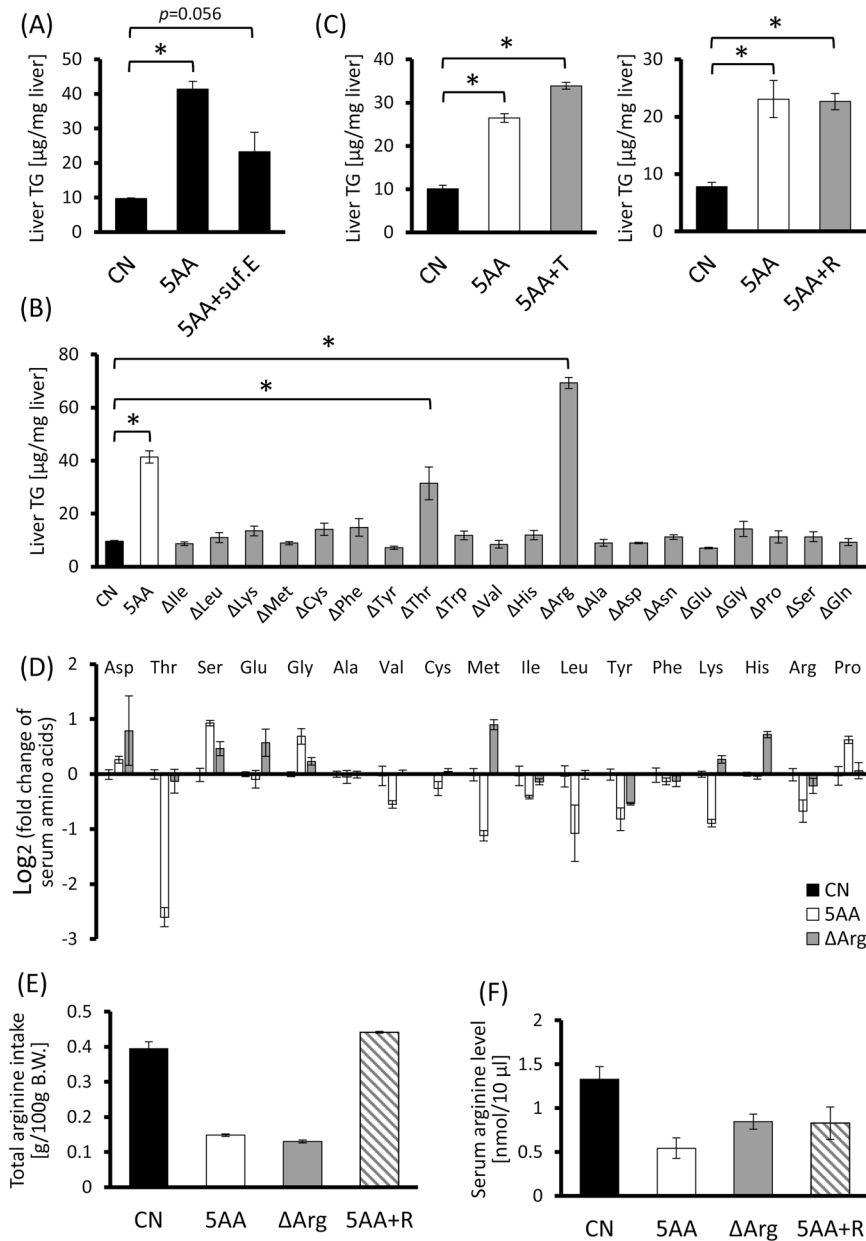 (A)
p=0.056
*
Liver TG [µg/mg liver]
50
40
30
20
10
0
CN
5AA
5AA+suf.E
(C)
*
*
Liver TG [µg/mg liver]
40
30
20
10
0
CN
5AA
5AA+T
*
*
Liver TG [µg/mg liver]
30
20
10
0
CN
5AA
5AA+R
(B)
*
*
*
Liver TG [µg/mg liver]
80
60
40
20
0
CN
5AA
ΔIle
ΔLeu
ΔLys
ΔMet
ΔCys
ΔPhe
ΔTyr
ΔThr
ΔTrp
ΔVal
ΔHis
ΔArg
ΔAla
ΔAsp
ΔAsn
ΔGlu
ΔGly
ΔPro
ΔSer
ΔGln
(D)
Asp Thr Ser Glu Gly Ala Val Cys Met Ile Leu Tyr Phe Lys His Arg Pro
Log2 (fold change of
serum amino acids)
2
1
0
-1
-2
-3
CN
5AA
ΔArg
(E)
Total arginine intake
[g/100g B.W.]
0.5
0.4
0.3
0.2
0.1
0
CN 5AA ΔArg 5AA+R
(F)
Serum arginine level
[nmol/10 µl]
2
1.5
1
0.5
0
CN 5AA ΔArg 5AA+R